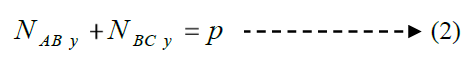 N_{AB y} + N_{BC y} = p -------------► (2)